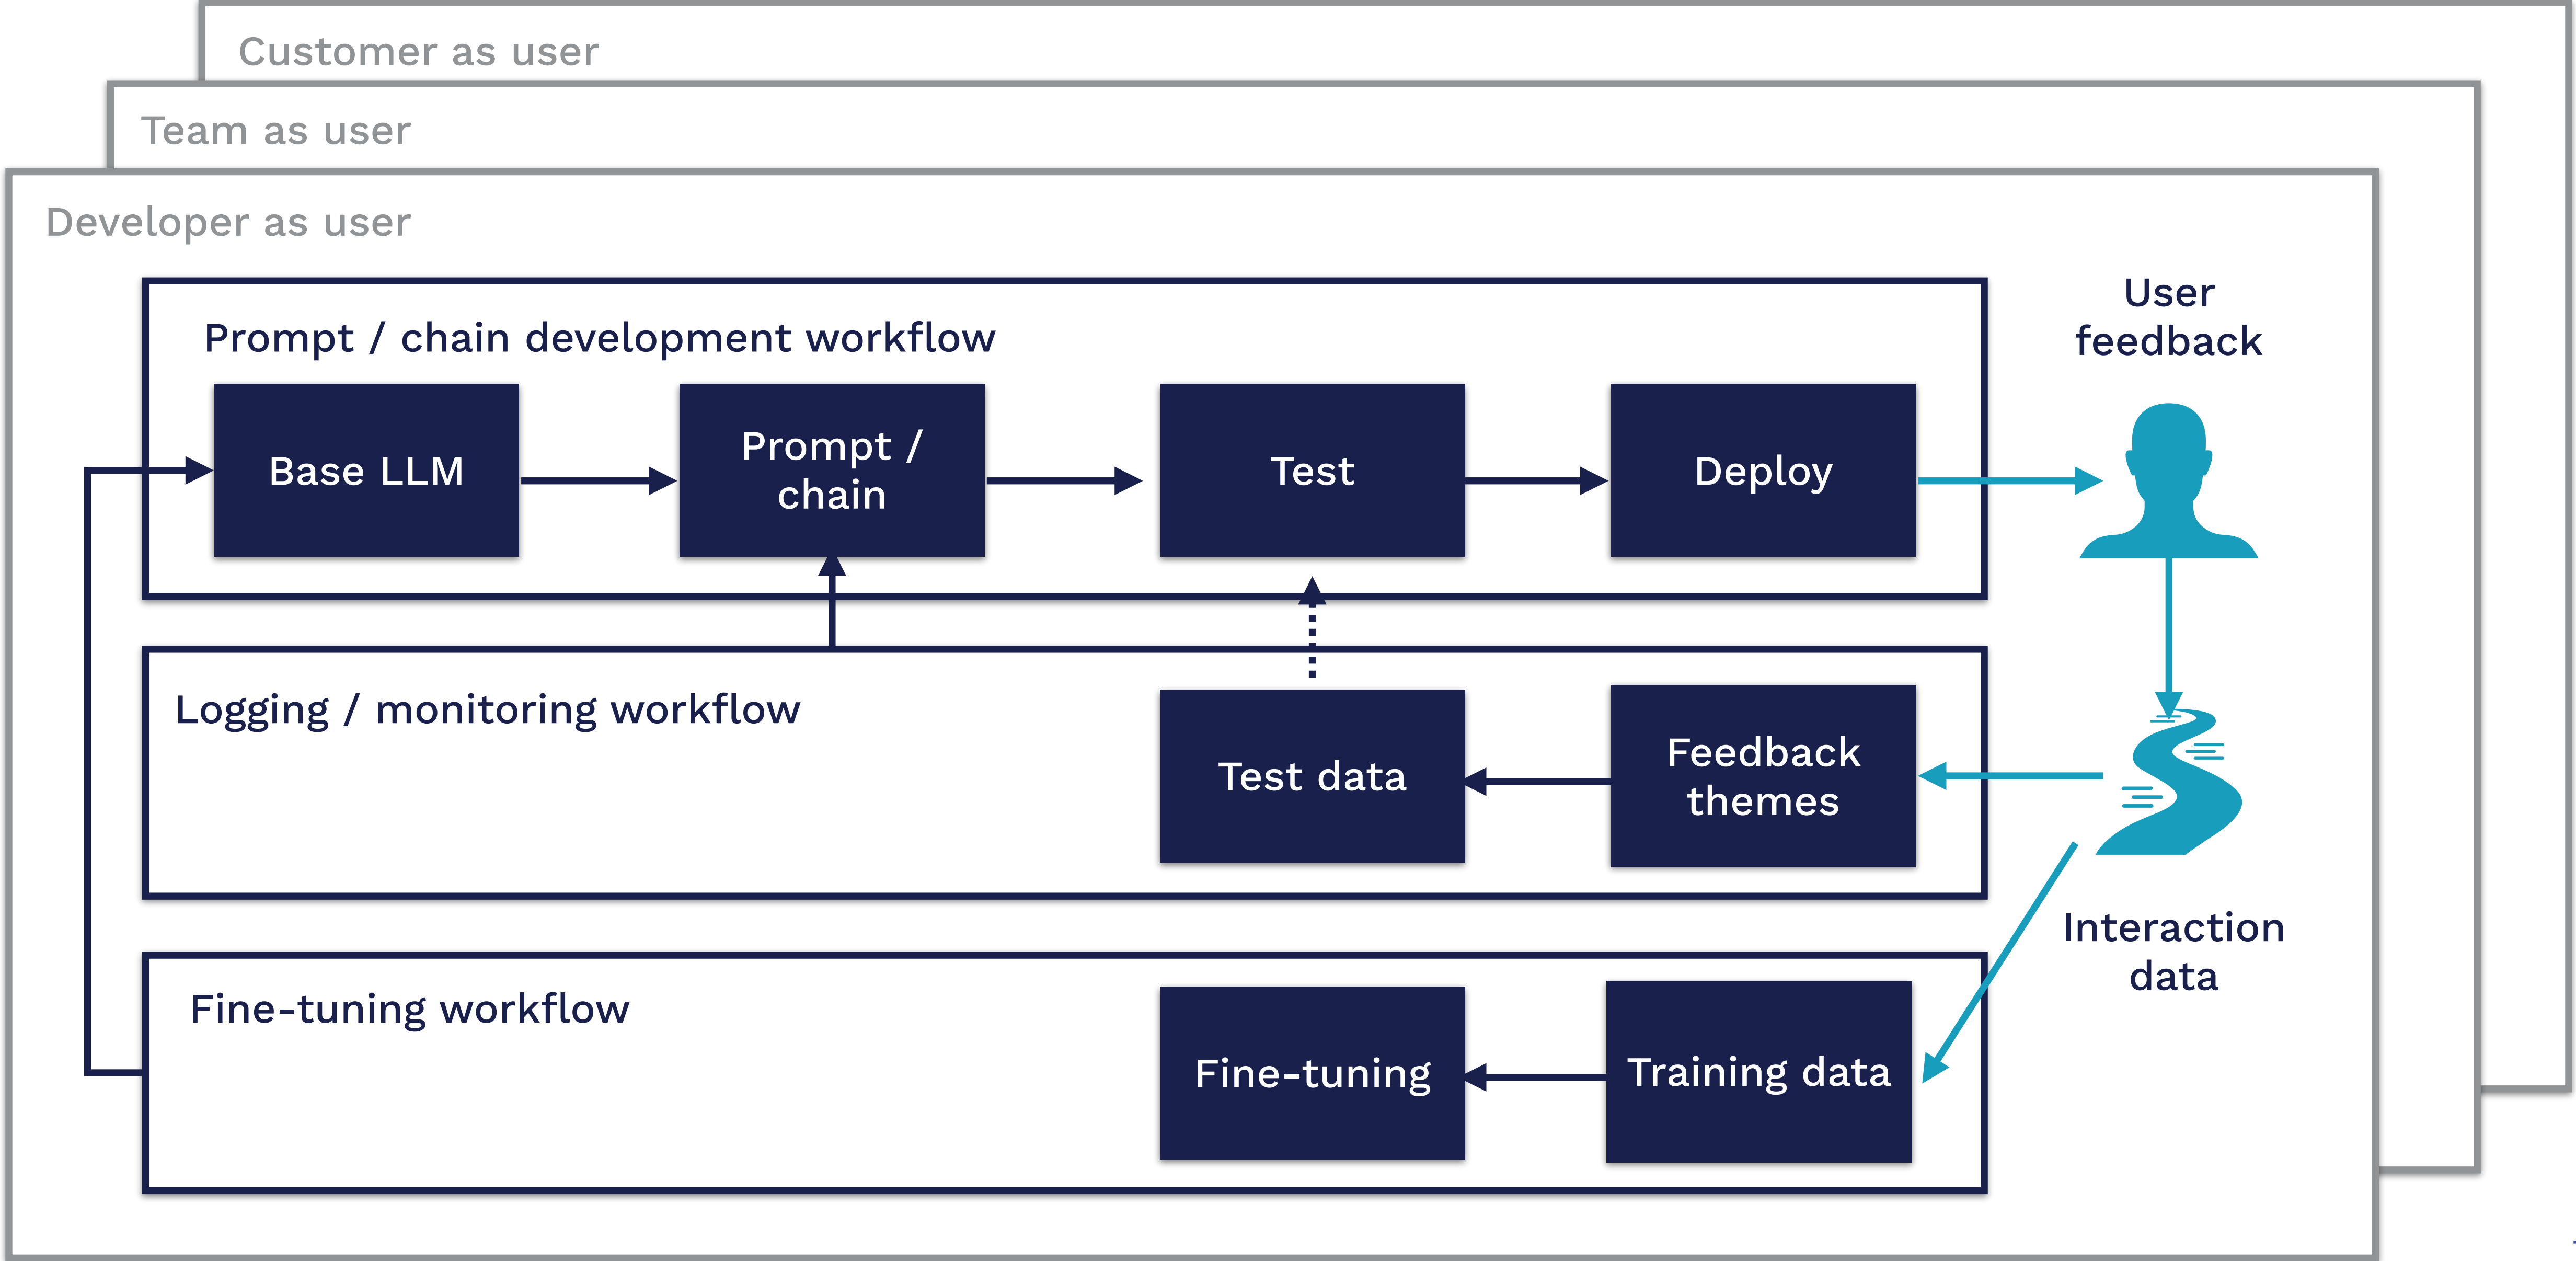 Customer as user
Team as user
Developer as user
Prompt / chain development workflow
User
feedback
Base LLM
Prompt /
chain
Test
Deploy
Logging / monitoring workflow
Test data
Feedback
themes
Interaction
data
Fine-tuning workflow
Fine-tuning
Training data